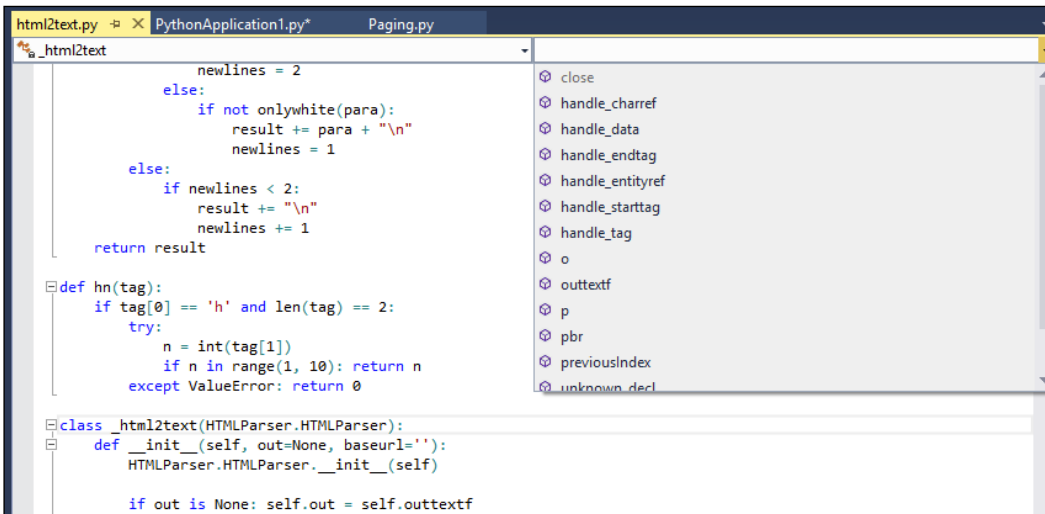 html2text.py PythonApplication1.py* Paging.py
_html2text
                newlines = 2
            else:
                if not onlywhite(para):
                    result += para + "\n"
                    newlines = 1
        else:
            if newlines < 2:
                result += "\n"
                newlines += 1
    return result
def hn(tag):
    if tag[0] == 'h' and len(tag) == 2:
        try:
            n = int(tag[1])
            if n in range(1, 10): return n
        except ValueError: return 0
class _html2text(HTMLParser.HTMLParser):
    def __init__(self, out=None, baseurl=''):
        HTMLParser.HTMLParser.__init__(self)
        if out is None: self.out = self.outtextf
close
handle_charref
handle_data
handle_endtag
handle_entityref
handle_starttag
handle_tag
o
outtextf
p
pbr
previousIndex
unknown_decl